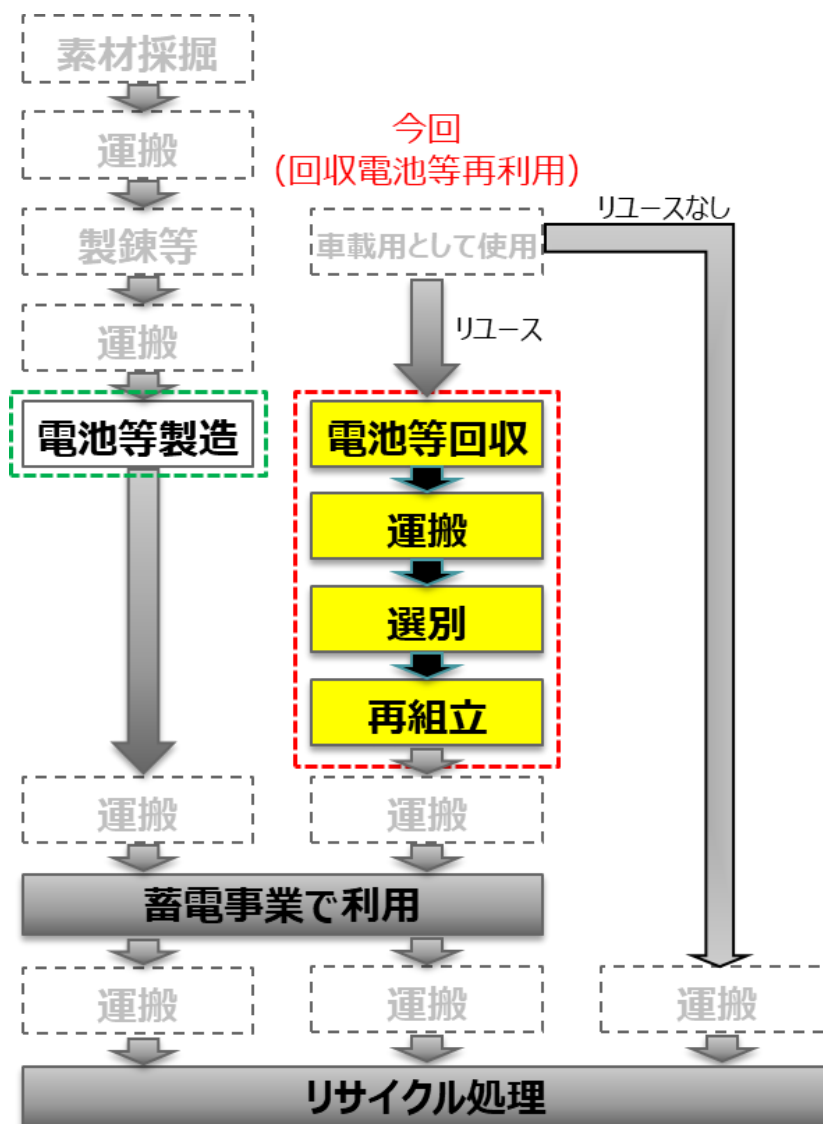 素材採掘
運搬
製錬等
運搬
電池等製造
運搬
今回
(回収電池等再利用)
車載用として使用
リユース
電池等回収
運搬
選別
再組立
運搬
リユースなし
蓄電事業で利用
運搬
運搬
運搬
リサイクル処理